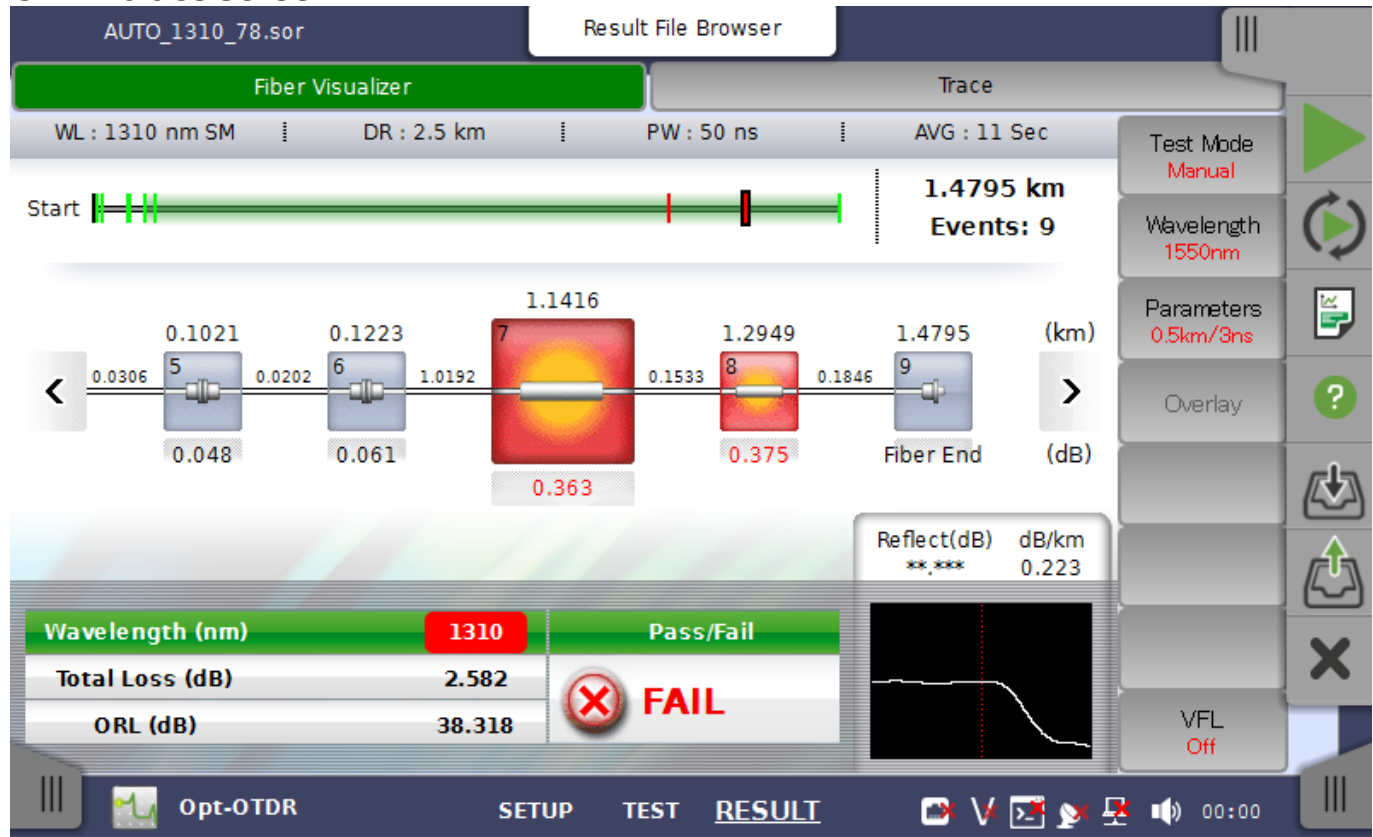 AUTO_1310_78.sor
Result File Browser
Fiber Visualizer
Trace
WL : 1310 nm SM
DR : 2.5 km
PW : 50 ns
AVG : 11 Sec
Start
1.4795 km
Events: 9
0.1021
0.1223
1.1416
1.2949
1.4795
(km)
0.0306
5
0.0202
6
1.0192
7
0.1533
8
0.1846
9
0.048
0.061
0.363
0.375
Fiber End
(dB)
Reflect(dB)
dB/km
**.***
0.223
Wavelength (nm)
1310
Pass/Fail
Total Loss (dB)
2.582
FAIL
ORL (dB)
38.318
Test Mode
Manual
Wavelength
1550nm
Parameters
0.5km/3ns
Overlay
VFL
Off
?
Opt-OTDR
SETUP
TEST
RESULT
00:00